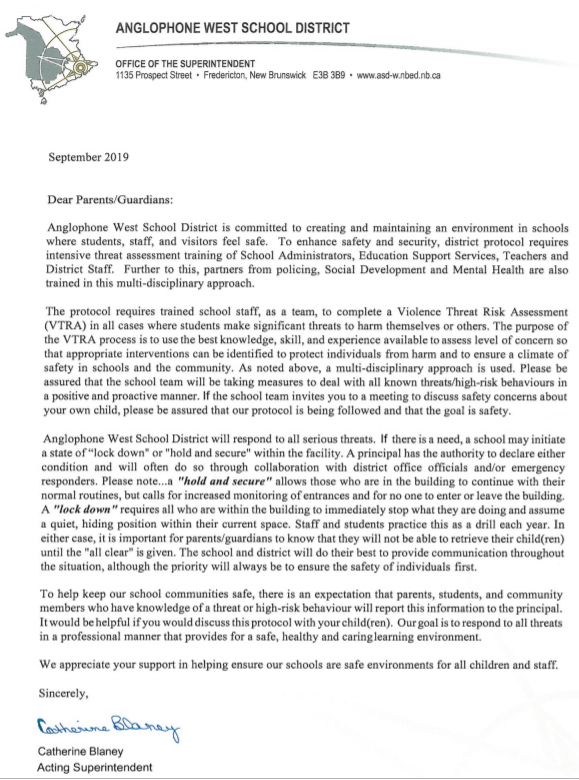 ANGLOPHONE WEST SCHOOL DISTRICT
OFFICE OF THE SUPERINTENDENT
1135 Prospect Street • Fredericton, New Brunswick E3B 3B9 • www.asd-w.nbed.nb.ca
September 2019
Dear Parents/Guardians:
Anglophone West School District is committed to creating and maintaining an environment in schools
where students, staff, and visitors feel safe. To enhance safety and security, district protocol requires
intensive threat assessment training of School Administrators, Education Support Services, Teachers and
District Staff. Further to this, partners from policing, Social Development and Mental Health are also
trained in this multi-disciplinary approach.
The protocol requires trained school staff, as a team, to complete a Violence Threat Risk Assessment
(VTRA) in all cases where students make significant threats to harm themselves or others. The purpose of
the VTRA process is to use the best knowledge, skill, and experience available to assess level of concern so
that appropriate interventions can be identified to protect individuals from harm and to ensure a climate of
safety in schools and the community. As noted above, a multi-disciplinary approach is used. Please be
assured that the school team will be taking measures to deal with all known threats/high-risk behaviours in
a positive and proactive manner. If the school team invites you to a meeting to discuss safety concerns about
your own child, please be assured that our protocol is being followed and that the goal is safety.
Anglophone West School District will respond to all serious threats. If there is a need, a school may initiate
a state of "lock down" or "hold and secure" within the facility. A principal has the authority to declare either
condition and will often do so through collaboration with district office officials and/or emergency
responders. Please note...a "hold and secure" allows those who are in the building to continue with their
normal routines, but calls for increased monitoring of entrances and for no one to enter or leave the building.
A "lock down" requires all who are within the building to immediately stop what they are doing and assume
a quiet, hiding position within their current space. Staff and students practice this as a drill each year. In
either case, it is important for parents/guardians to know that they will not be able to retrieve their child(ren)
until the "all clear" is given. The school and district will do their best to provide communication throughout
the situation, although the priority will always be to ensure the safety of individuals first.
To help keep our school communities safe, there is an expectation that parents, students, and community
members who have knowledge of a threat or high-risk behaviour will report this information to the principal.
It would be helpful if you would discuss this protocol with your child(ren). Our goal is to respond to all threats
in a professional manner that provides for a safe, healthy and caring learning environment.
We appreciate your support in helping ensure our schools are safe environments for all children and staff.
Sincerely,
Catherine Blaney
Catherine Blaney
Acting Superintendent